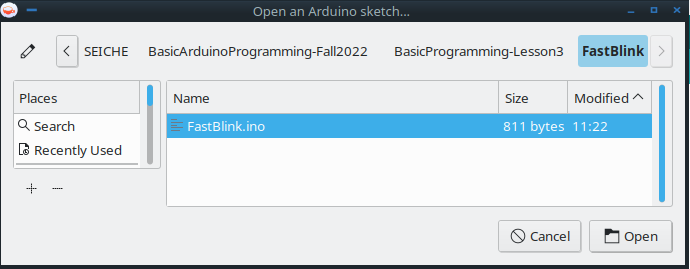 Open an Arduino sketch...
SEICHE BasicArduinoProgramming-Fall2022 BasicProgramming-Lesson3 FastBlink
Places
Search
Recently Used
Name Size Modified
FastBlink.ino 811 bytes 11:22
Cancel Open